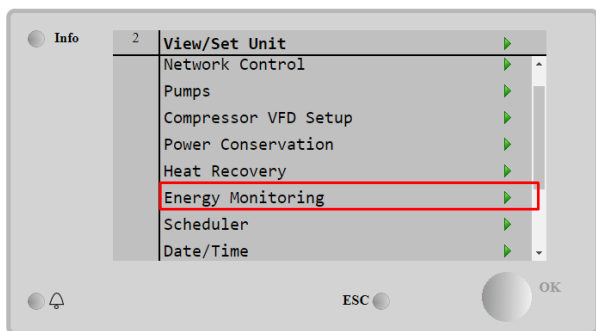 Info
2 View/Set Unit
Network Control
Pumps
Compressor VFD Setup
Power Conservation
Heat Recovery
Energy Monitoring
Scheduler
Date/Time
ESC
OK